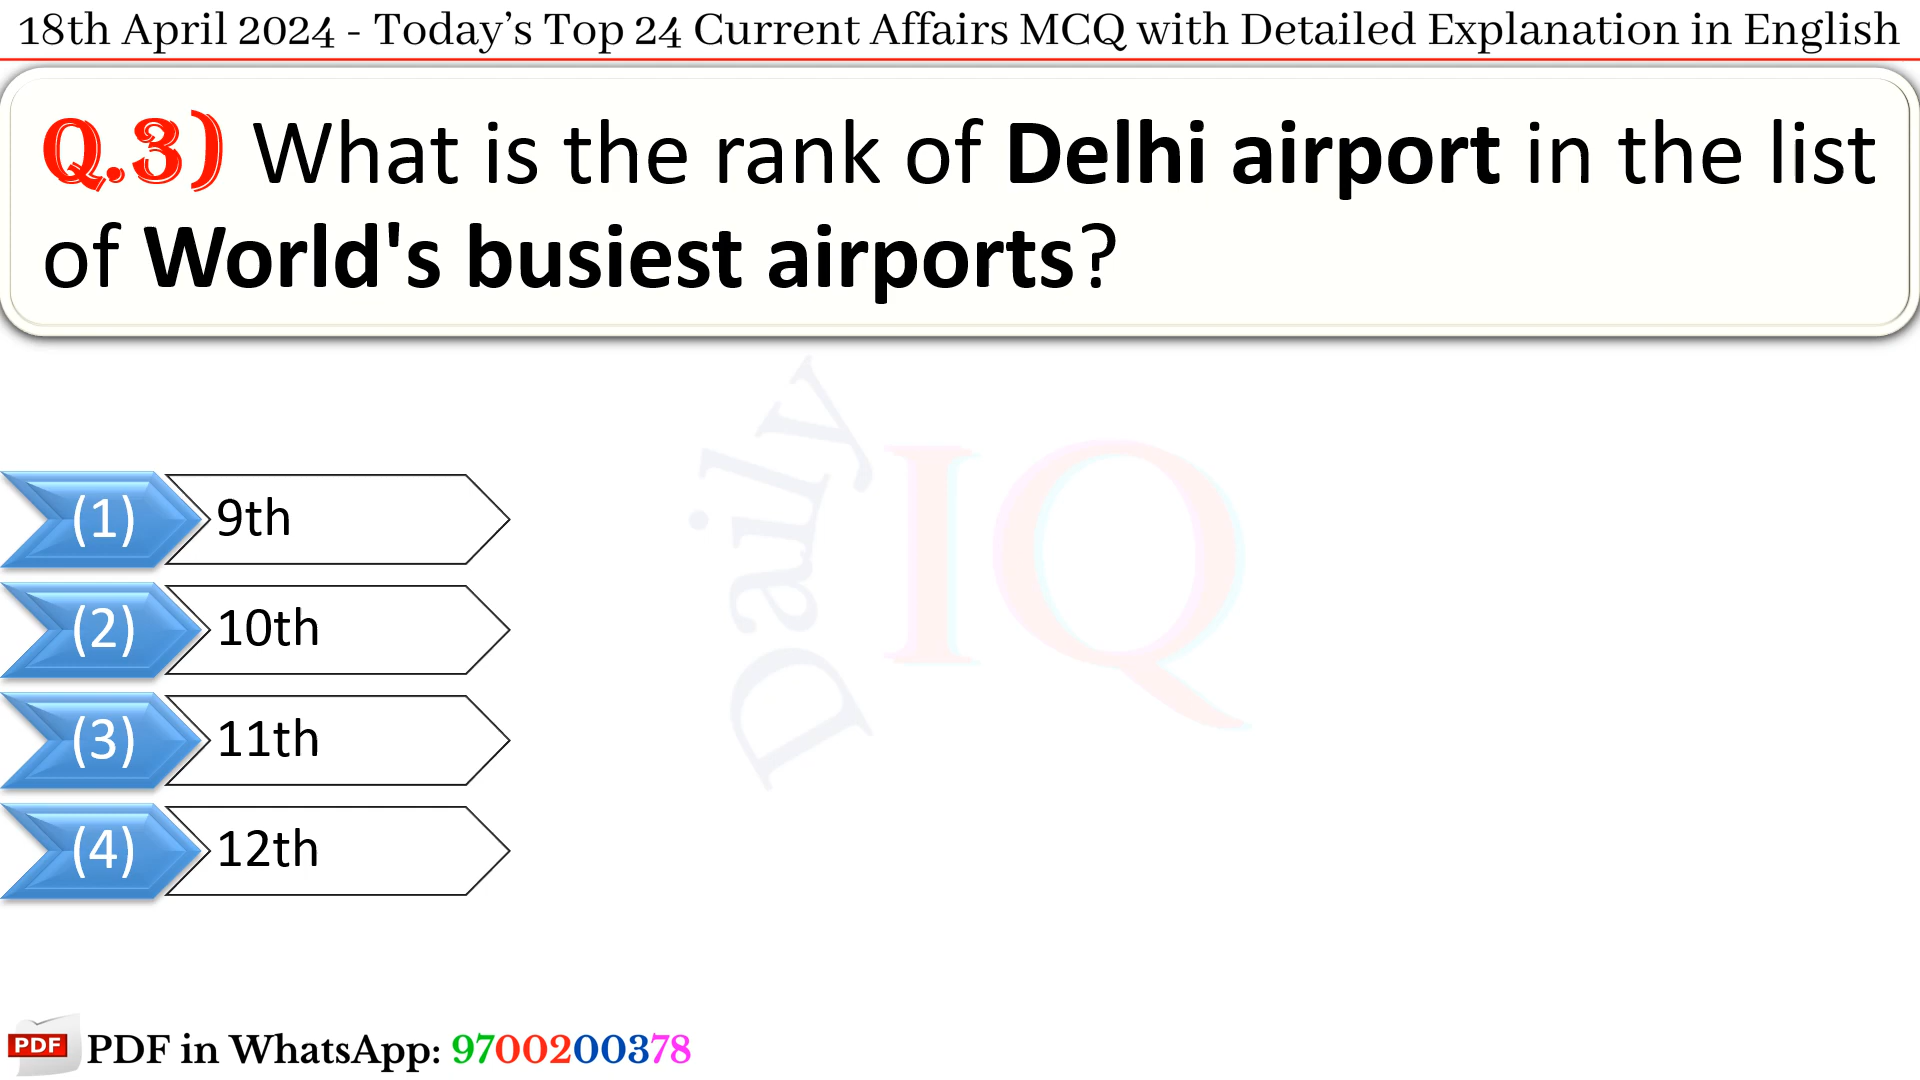 18th April 2024 - Today’s Top 24 Current Affairs MCQ with Detailed Explanation in English
Q.3) What is the rank of Delhi airport in the list
of World's busiest airports?
Daily IQ
(1) 9th
(2) 10th
(3) 11th
(4) 12th
PDF PDF in WhatsApp: 9700200378